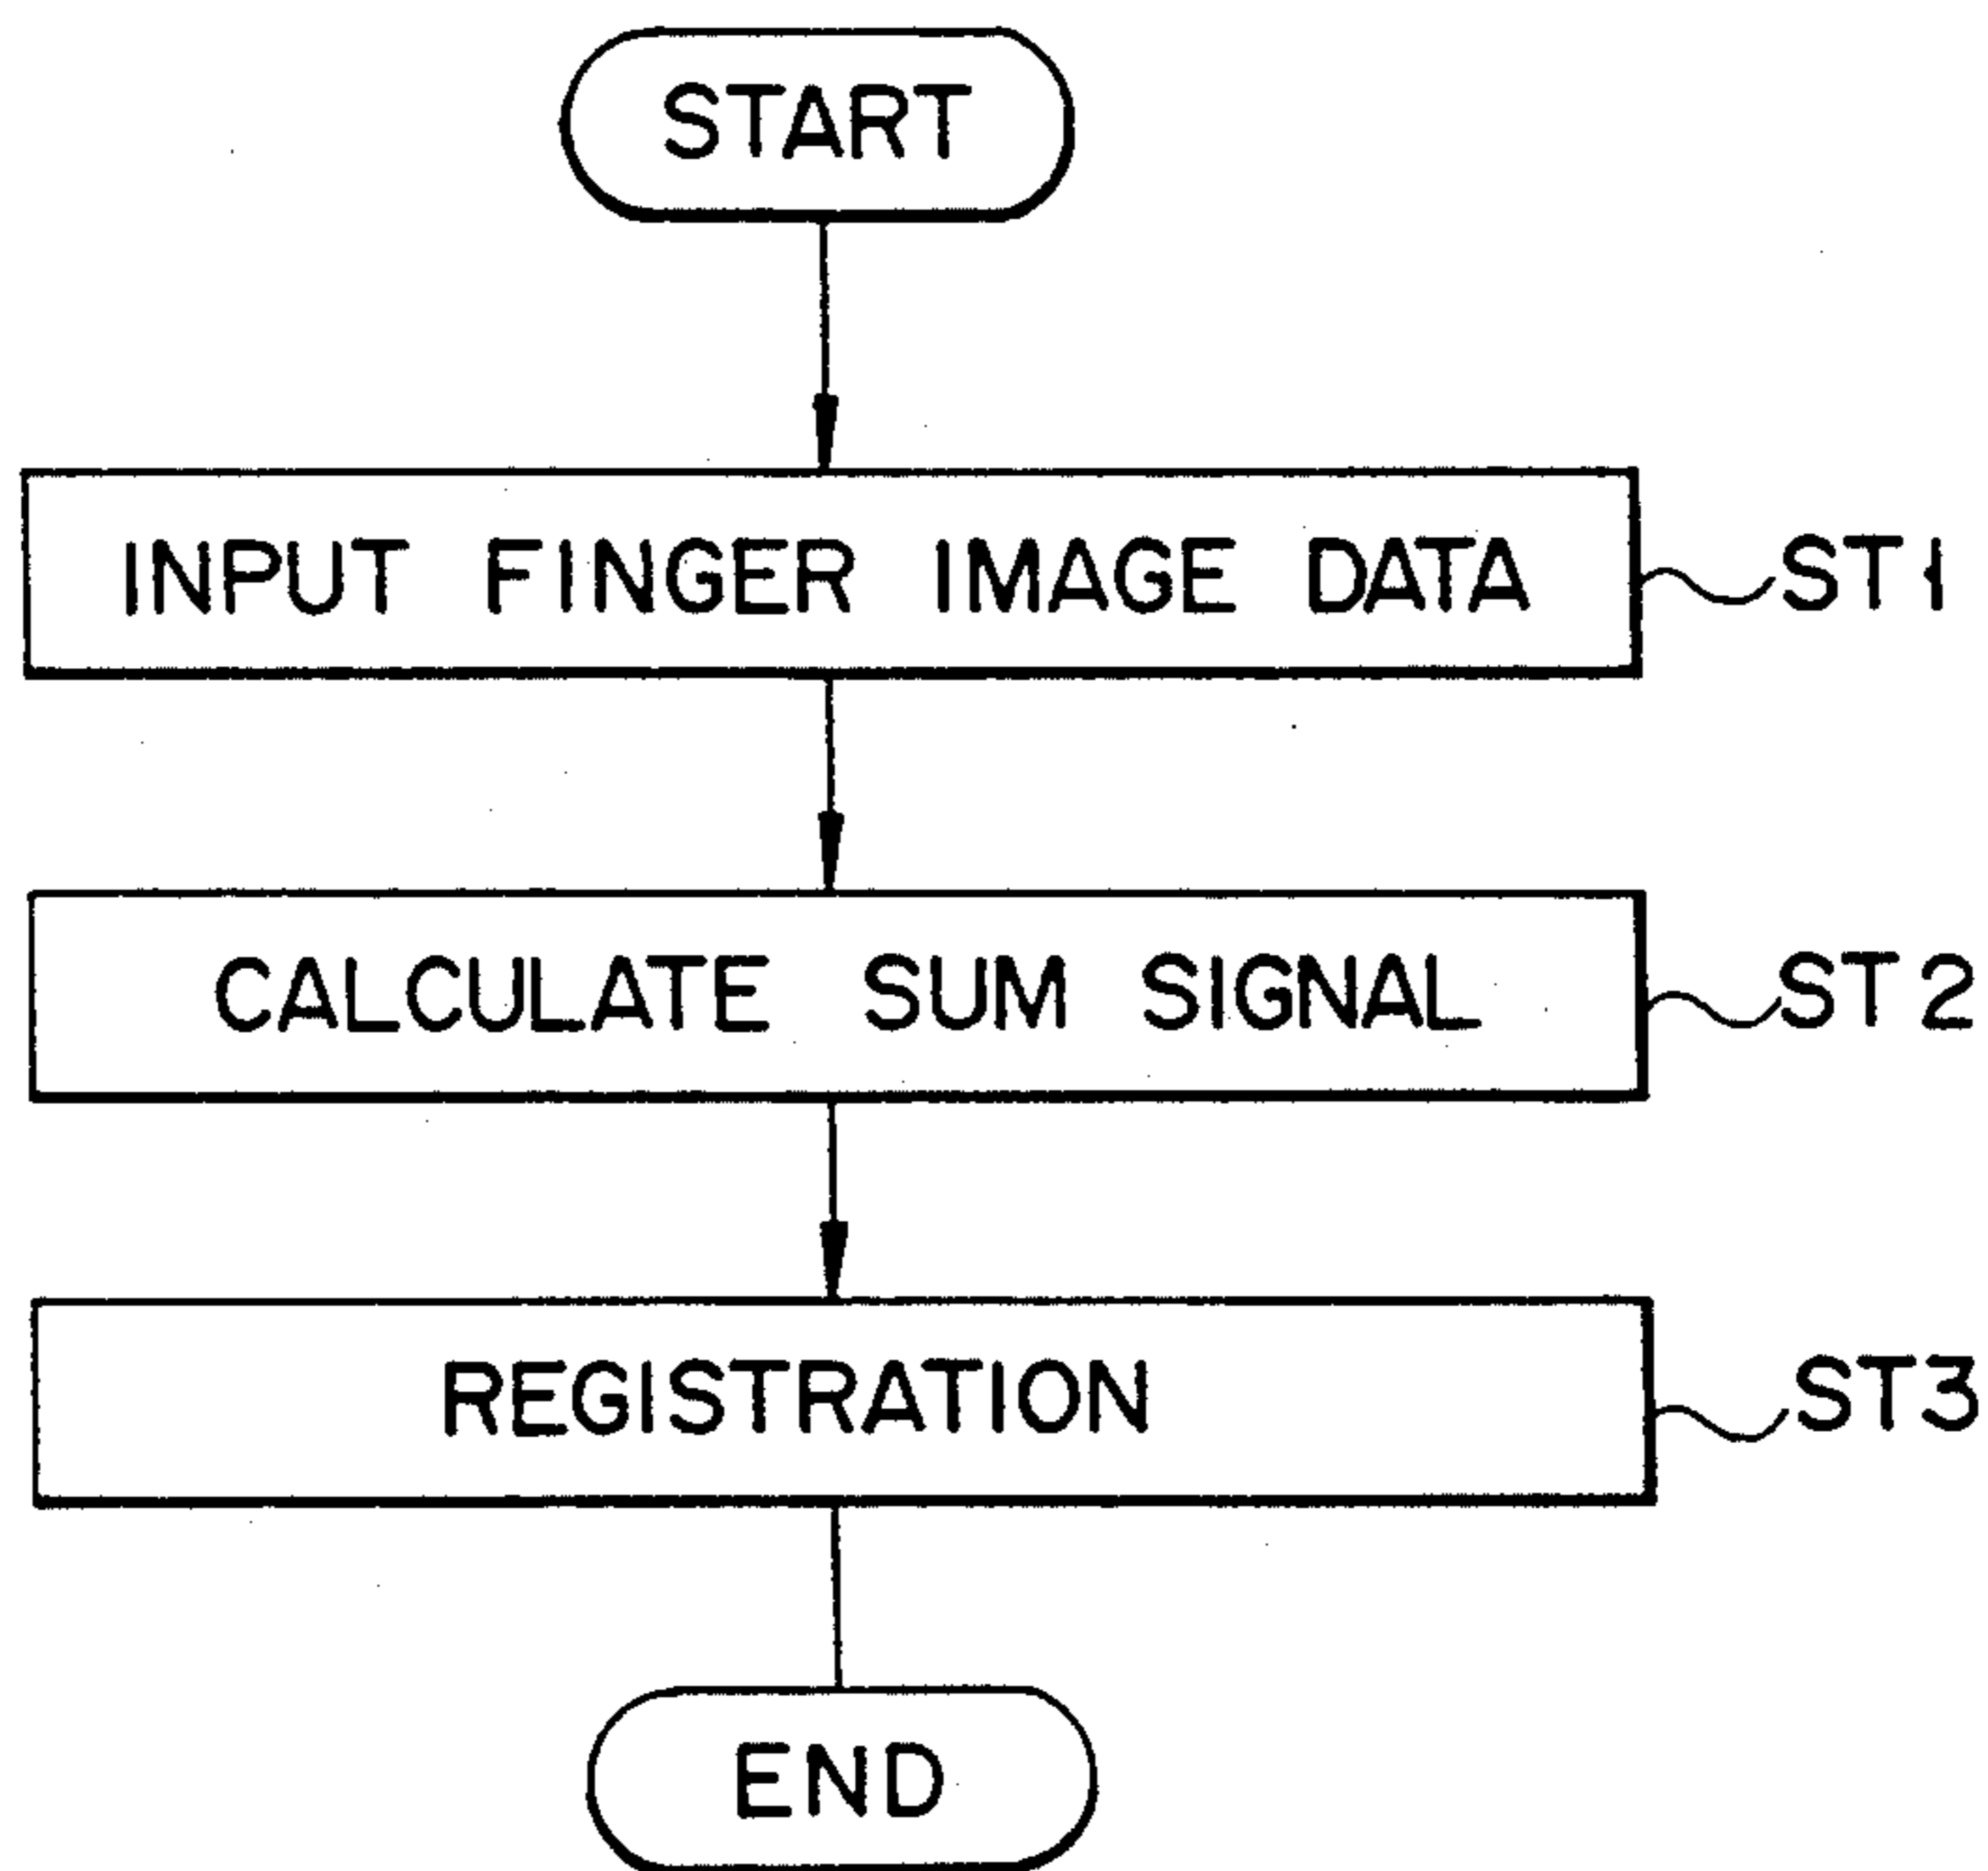 START
INPUT FINGER IMAGE DATA ST1
CALCULATE SUM SIGNAL ST2
REGISTRATION ST3
END